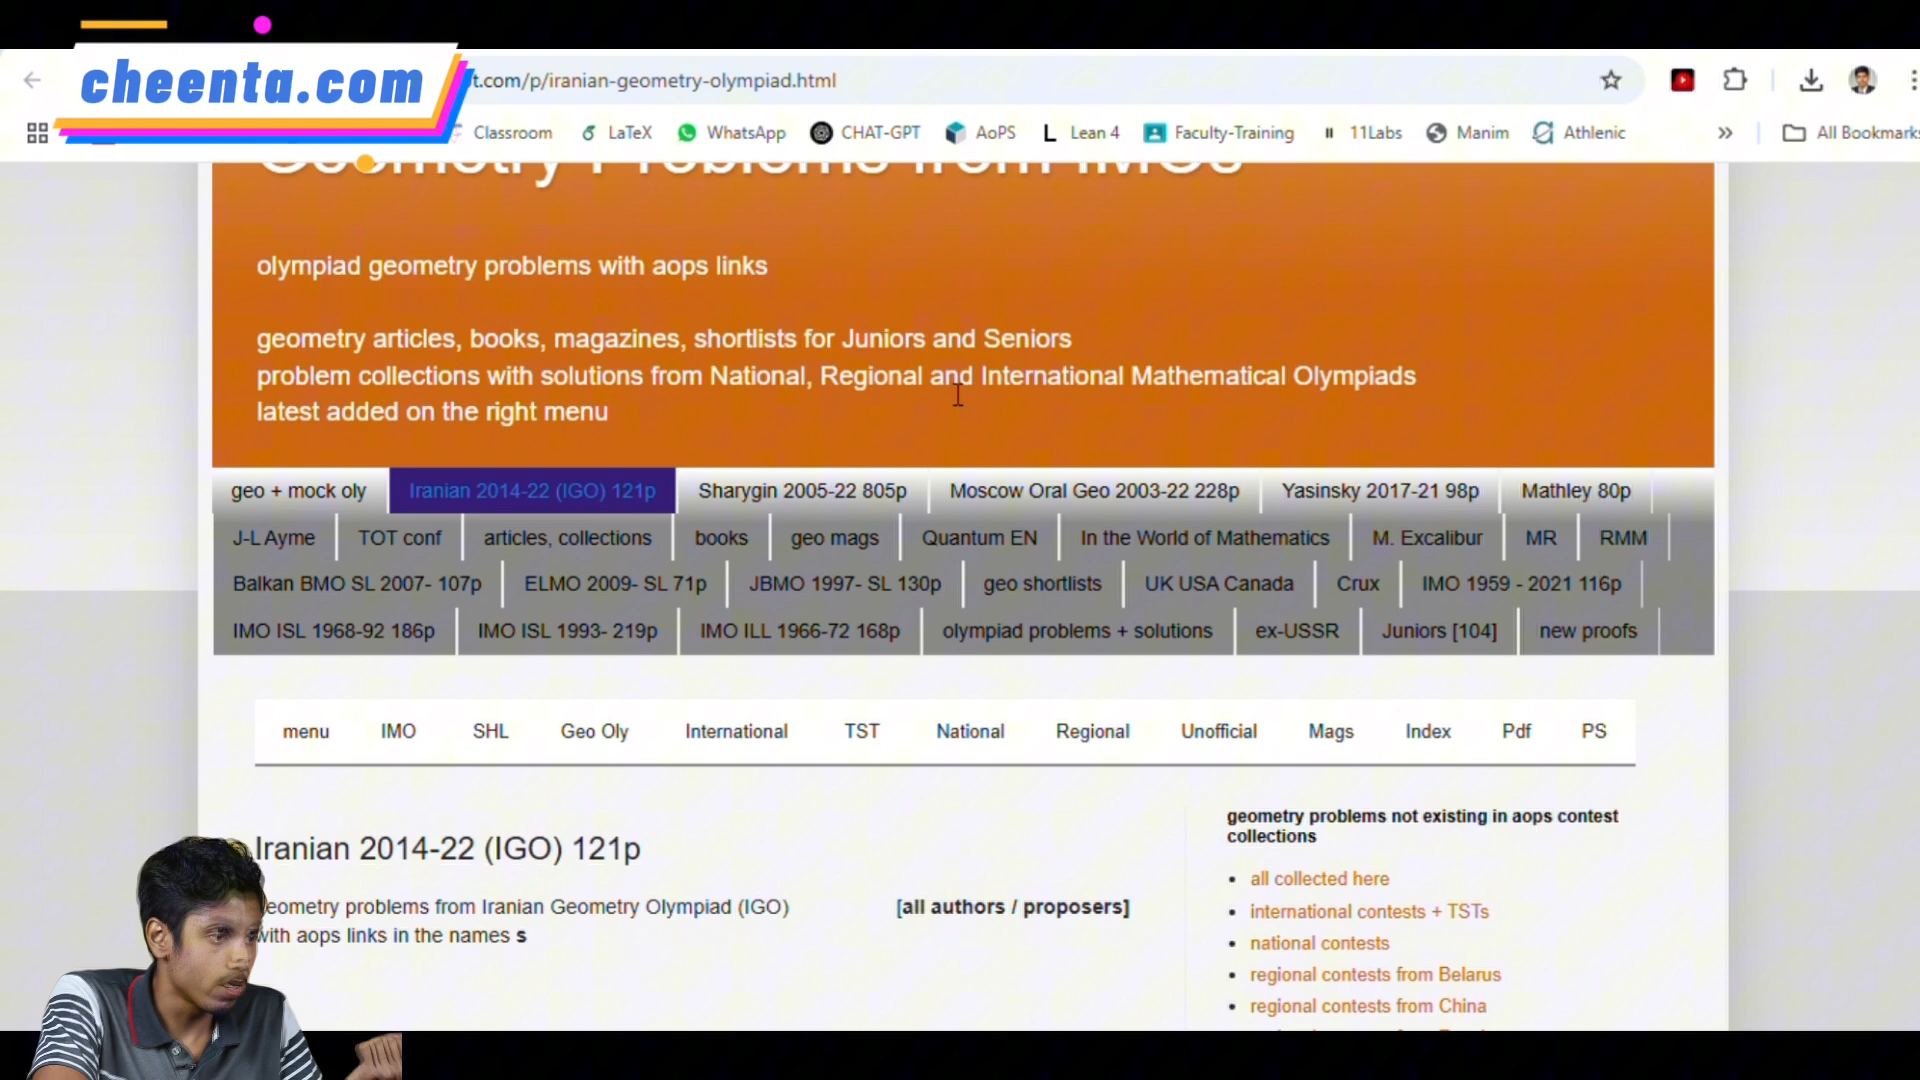 cheenta.com
t.com/p/iranian-geometry-olympiad.html
Classroom LaTeX WhatsApp CHAT-GPT AoPS Lean 4 Faculty-Training 11Labs Manim Athlenic » All Bookmarks
Geometry Problems from IMOs
olympiad geometry problems with aops links
geometry articles, books, magazines, shortlists for Juniors and Seniors
problem collections with solutions from National, Regional and International Mathematical Olympiads
latest added on the right menu
geo + mock oly Iranian 2014-22 (IGO) 121p Sharygin 2005-22 805p Moscow Oral Geo 2003-22 228p Yasinsky 2017-21 98p Mathley 80p
J-L Ayme TOT conf articles, collections books geo mags Quantum EN In the World of Mathematics M. Excalibur MR RMM
Balkan BMO SL 2007- 107p ELMO 2009- SL 71p JBMO 1997- SL 130p geo shortlists UK USA Canada Crux IMO 1959 - 2021 116p
IMO ISL 1968-92 186p IMO ISL 1993- 219p IMO ILL 1966-72 168p olympiad problems + solutions ex-USSR Juniors [104] new proofs
menu IMO SHL Geo Oly International TST National Regional Unofficial Mags Index Pdf PS
Iranian 2014-22 (IGO) 121p
eometry problems from Iranian Geometry Olympiad (IGO) [all authors / proposers]
with aops links in the names s
geometry problems not existing in aops contest
collections
all collected here
international contests + TSTs
national contests
regional contests from Belarus
regional contests from China